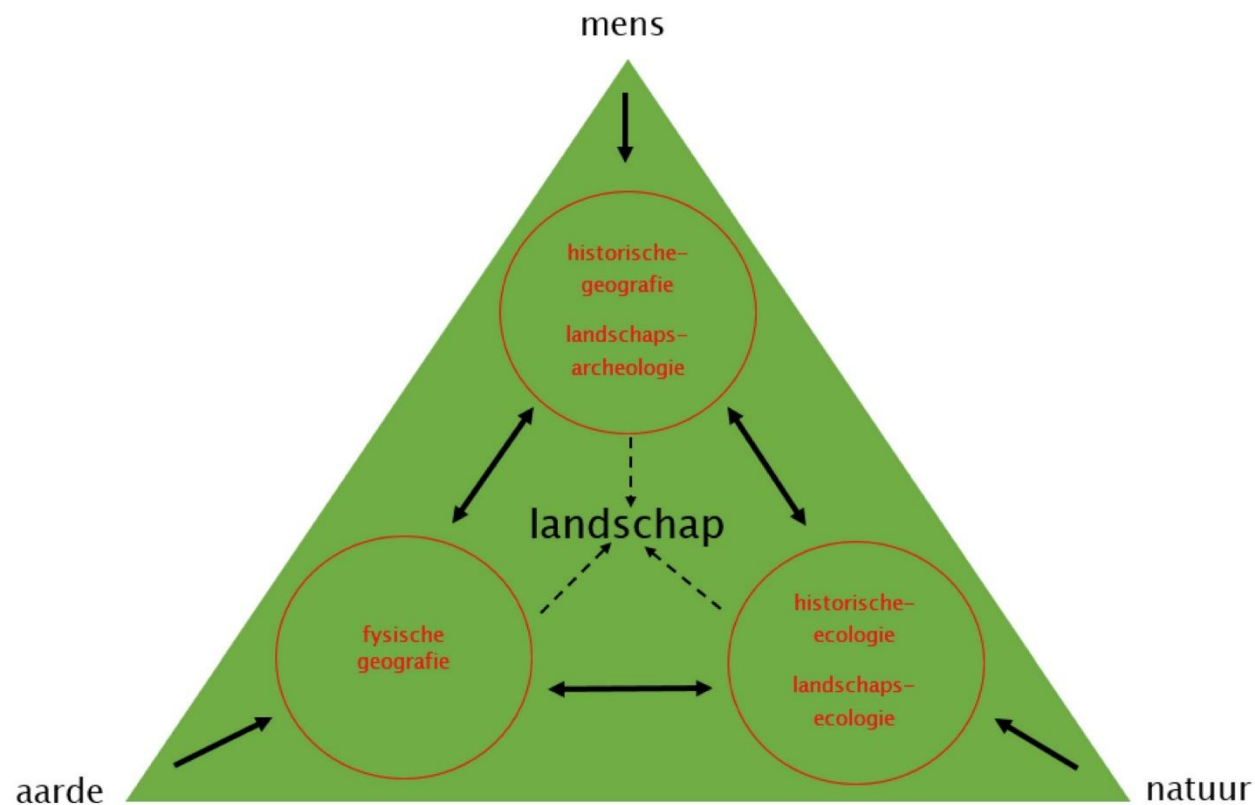 mens
historische-
geografie
landschaps-
archeologie
landschap
fysische
geografie
historische-
ecologie
landschaps-
ecologie
aarde
natuur